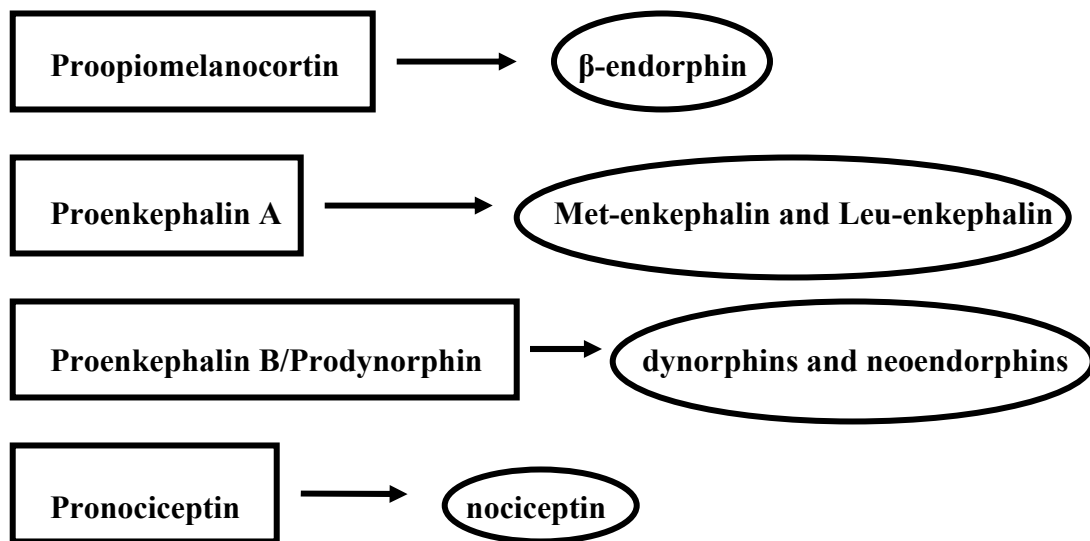 Proopiomelanocortin
β-endorphin
Proenkephalin A
Met-enkephalin and Leu-enkephalin
Proenkephalin B/Prodynorphin
dynorphins and neoendorphins
Pronociceptin
nociceptin